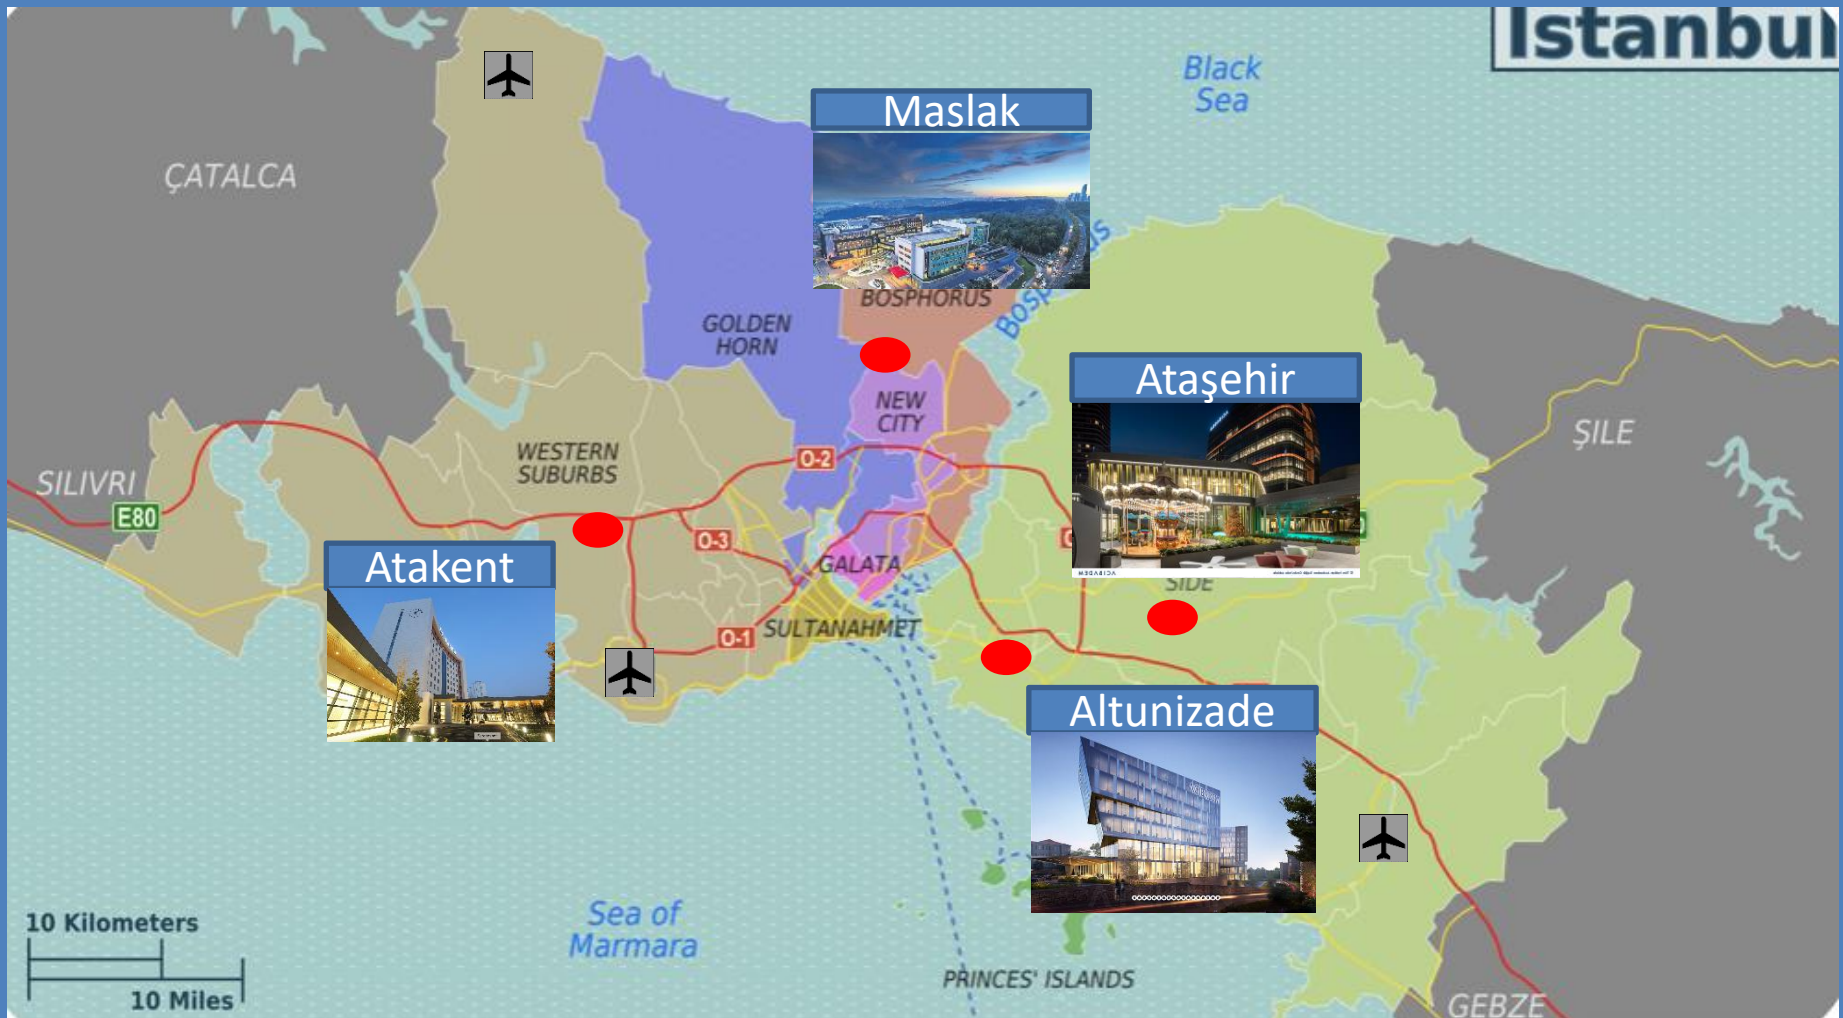 Istanbul
Black
Sea
Maslak
ÇATALCA
BOSPHORUS
GOLDEN
HORN
Ataşehir
NEW
CITY
ŞILE
WESTERN
SUBURBS
O-2
SILIVRI
E80
O-3
Atakent
GALATA
SIDE
SULTANAHMET
O-1
Altunizade
10 Kilometers
Sea of
Marmara
10 Miles
PRINCES' ISLANDS
GEBZE